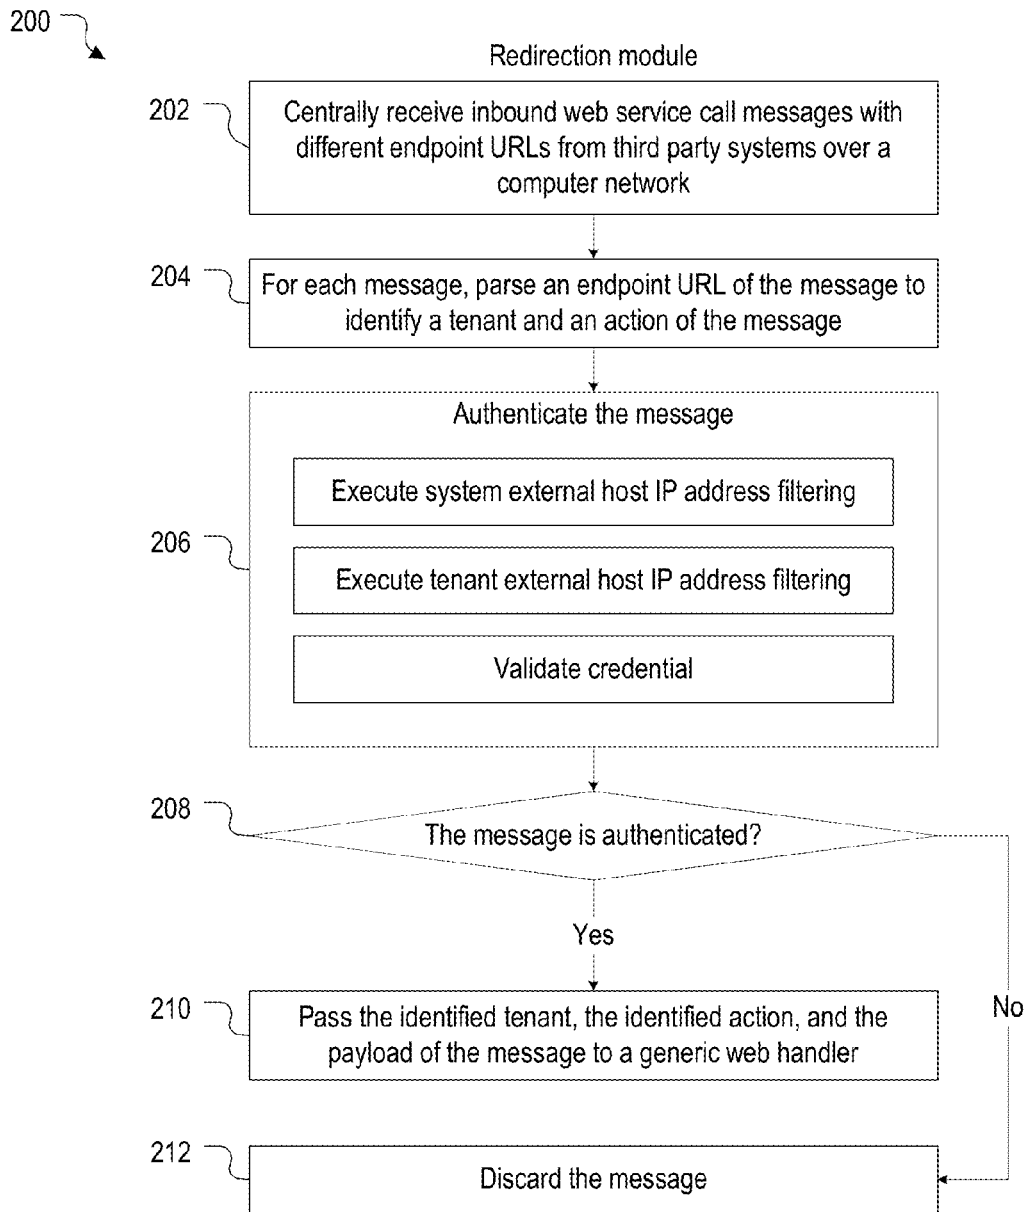 200
Redirection module
202
Centrally receive inbound web service call messages with
different endpoint URLs from third party systems over a
computer network
204
For each message, parse an endpoint URL of the message to
identify a tenant and an action of the message
Authenticate the message
Execute system external host IP address filtering
206
Execute tenant external host IP address filtering
Validate credential
208
The message is authenticated?
Yes
210
Pass the identified tenant, the identified action, and the
payload of the message to a generic web handler
No
212
Discard the message